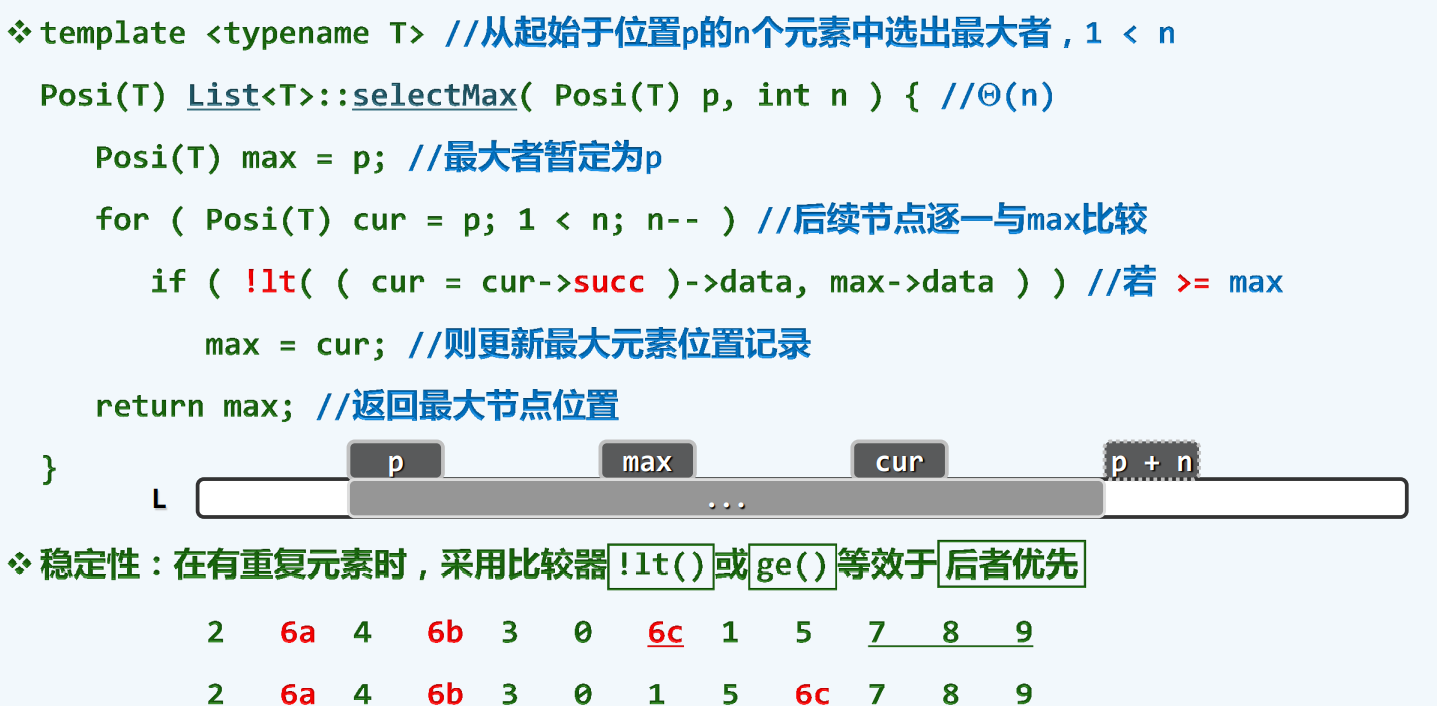 ❖ template <typename T> //从起始于位置p的n个元素中选出最大者，1 < n
Posi(T) List<T>::selectMax( Posi(T) p, int n ) { //Θ(n)
Posi(T) max = p; //最大者暂定为p
for ( Posi(T) cur = p; 1 < n; n-- ) //后续节点逐一与max比较
if ( !lt( ( cur = cur->succ )->data, max->data ) ) //若 >= max
max = cur; //则更新最大元素位置记录
return max; //返回最大节点位置
}
p max cur p + n
L ...
❖ 稳定性：在有重复元素时，采用比较器 !lt() 或 ge() 等效于 后者优先
2 6a 4 6b 3 0 6c 1 5 7 8 9
2 6a 4 6b 3 0 1 5 6c 7 8 9